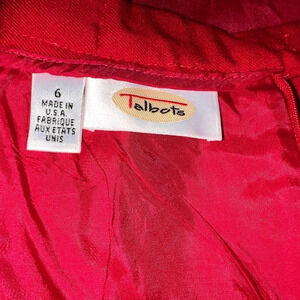 6
MADE IN
U.S.A.
FABRIQUE
AUX ETATS
UNIS
Talbots